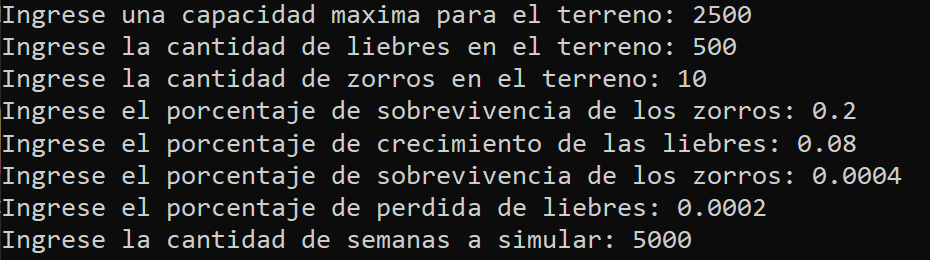 Ingrese una capacidad maxima para el terreno: 2500
Ingrese la cantidad de liebres en el terreno: 500
Ingrese la cantidad de zorros en el terreno: 10
Ingrese el porcentaje de sobrevivencia de los zorros: 0.2
Ingrese el porcentaje de crecimiento de las liebres: 0.08
Ingrese el porcentaje de sobrevivencia de los zorros: 0.0004
Ingrese el porcentaje de perdida de liebres: 0.0002
Ingrese la cantidad de semanas a simular: 5000